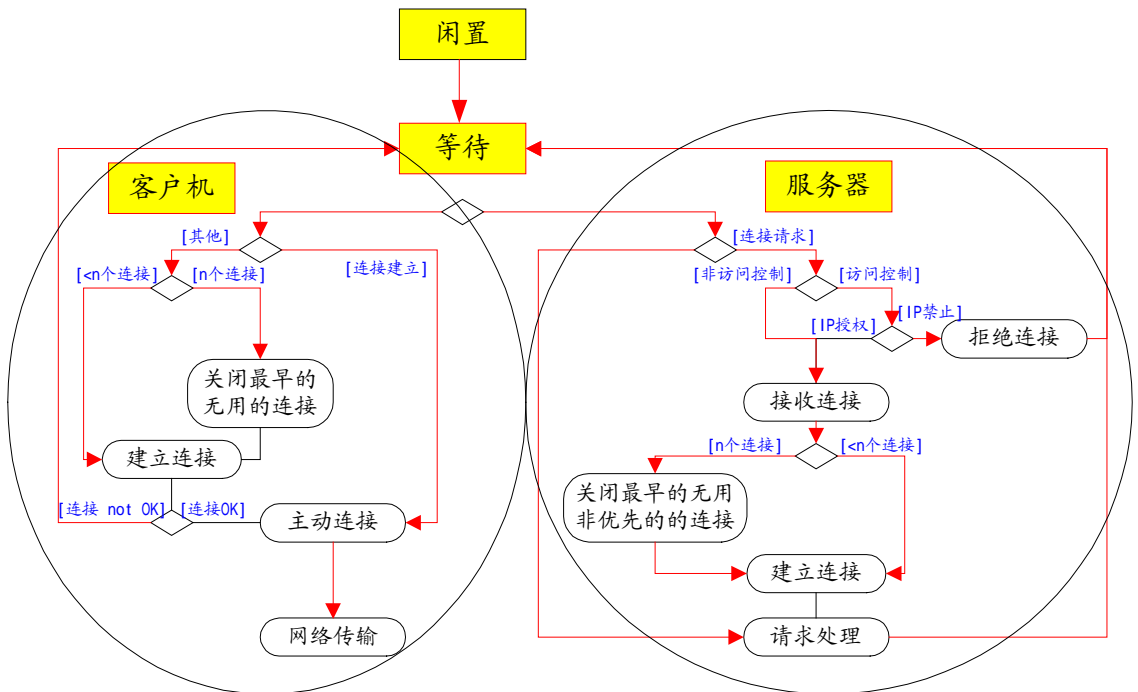 闲置
等待
客户机
服务器
[其他]
[连接请求]
[<n个连接]
[n个连接]
[连接建立]
[非访问控制]
[访问控制]
[IP授权]
[IP禁止]
拒绝连接
关闭最早的
无用的连接
接收连接
建立连接
[n个连接]
[<n个连接]
[连接 not OK]
[连接OK]
主动连接
关闭最早的无用
非优先的的连接
建立连接
网络传输
请求处理